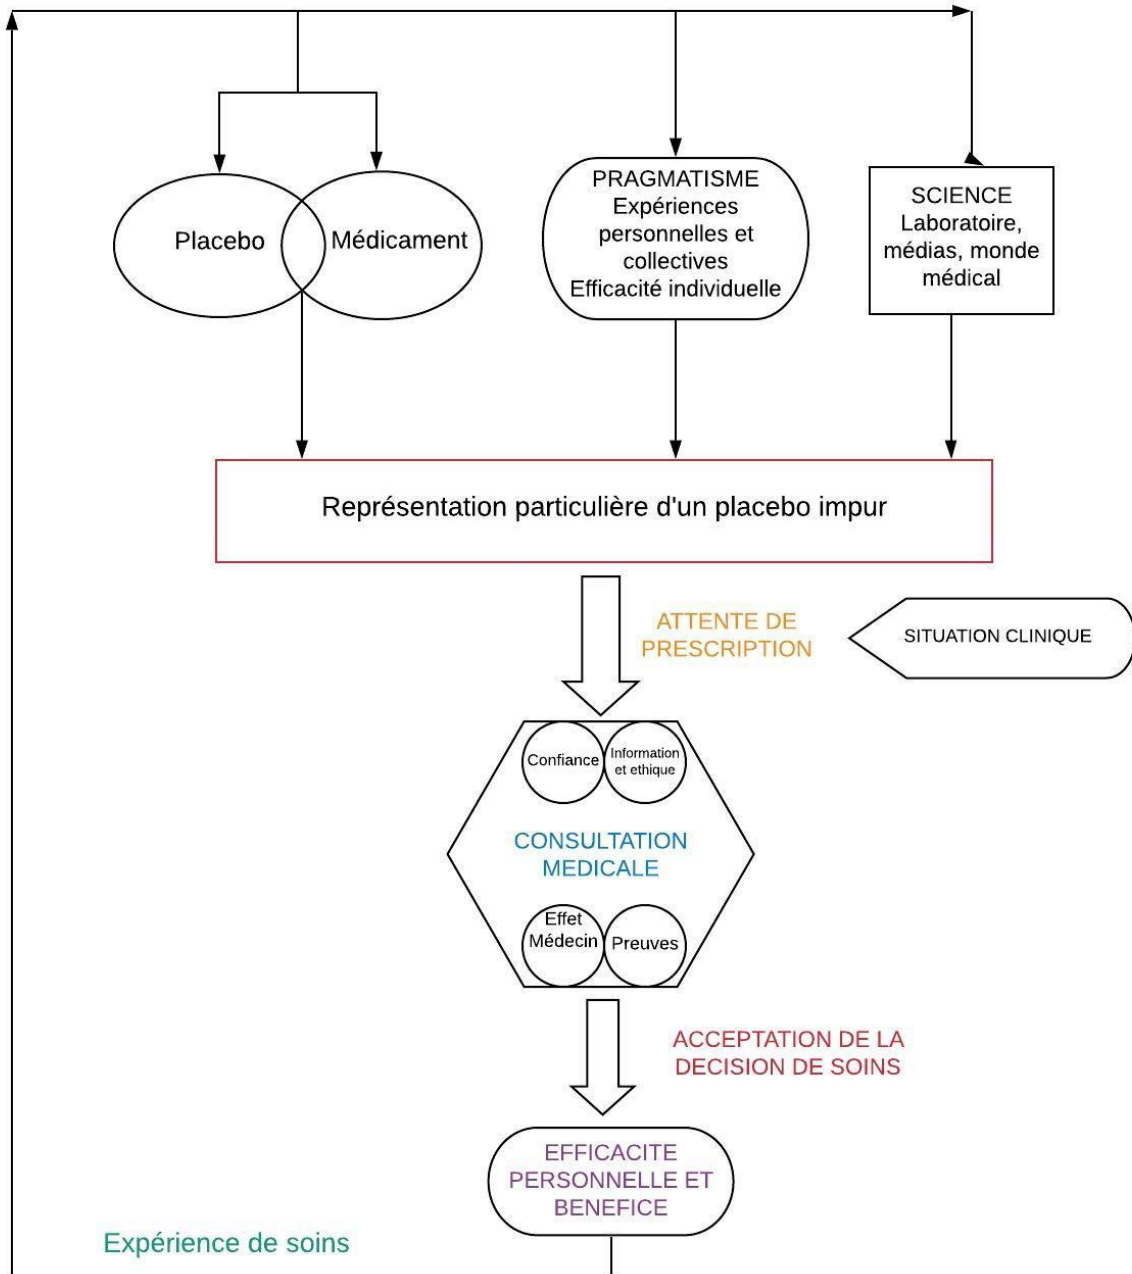 Placebo
Médicament
PRAGMATISME
Expériences
personnelles et
collectives
Efficacité individuelle
SCIENCE
Laboratoire,
médias, monde
médical
Représentation particulière d'un placebo impur
ATTENTE DE
PRESCRIPTION
SITUATION CLINIQUE
Confiance
Information
et ethique
CONSULTATION
MEDICALE
Effet
Médecin
Preuves
ACCEPTATION DE LA
DECISION DE SOINS
EFFICACITE
PERSONNELLE ET
BENEFICE
Expérience de soins